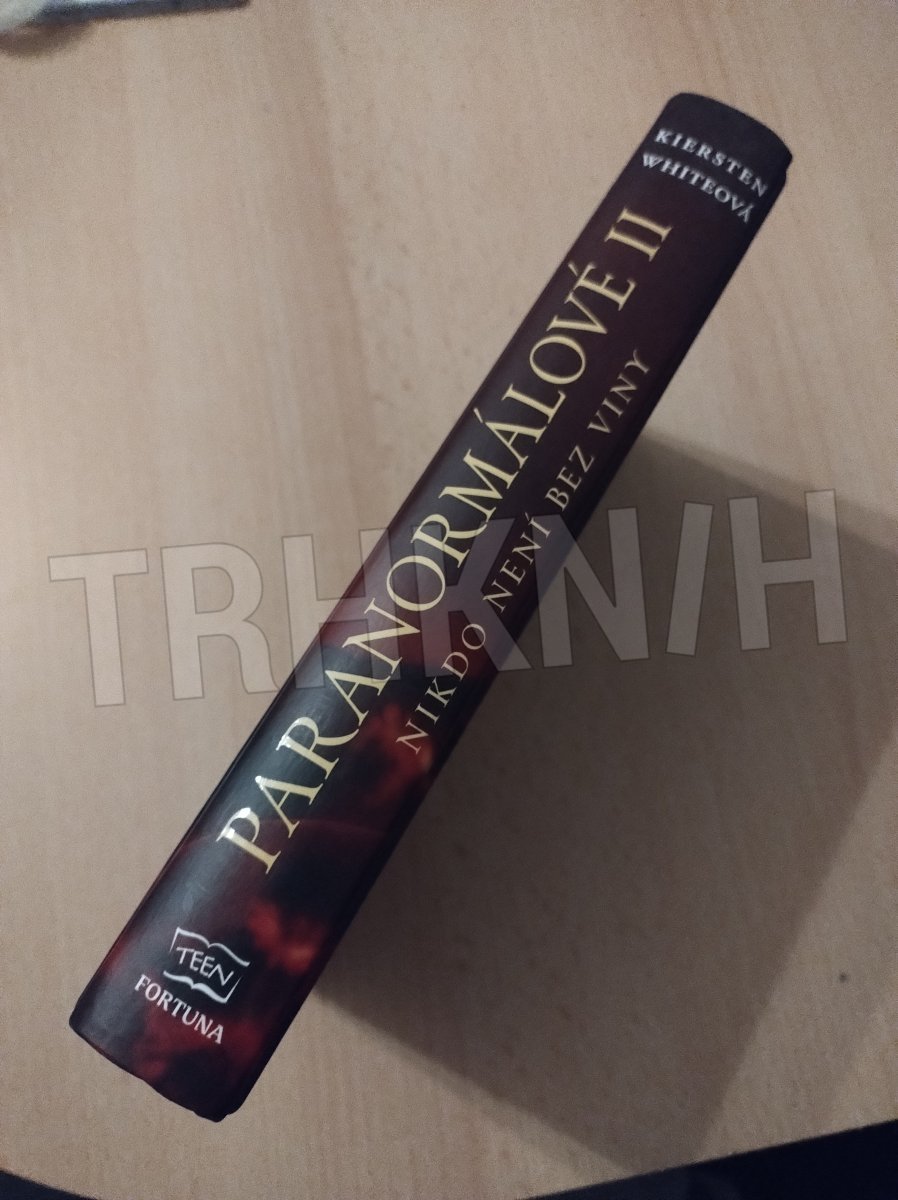 KIERSTEN
WHITEOVÁ
PARANORMÁLOVÉ II
NIKDO NENÍ BEZ VINY
TEEN
FORTUNA
TRHKNIH